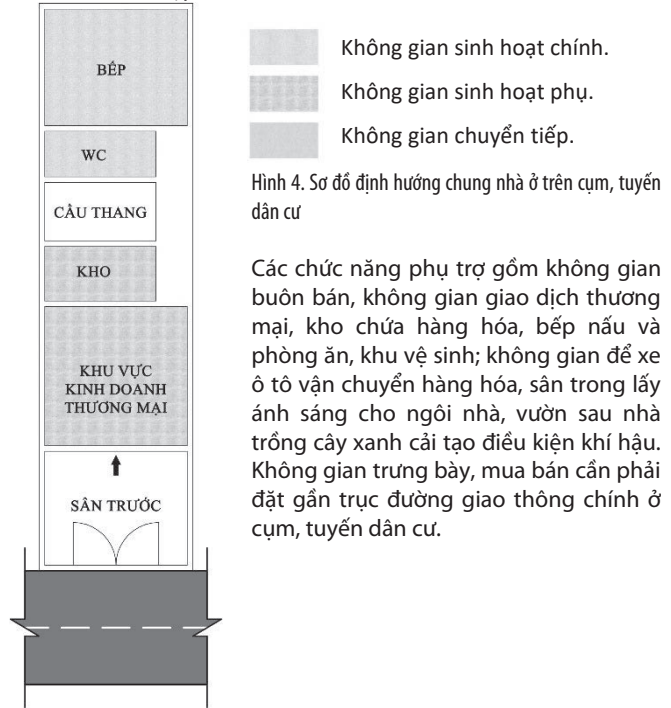 BẾP
WC
CẦU THANG
KHO
KHU VỰC
KINH DOANH
THƯƠNG MẠI
SÂN TRƯỚC
Không gian sinh hoạt chính.
Không gian sinh hoạt phụ.
Không gian chuyển tiếp.
Hình 4. Sơ đồ định hướng chung nhà ở trên cụm, tuyến
dân cư
Các chức năng phụ trợ gồm không gian
buôn bán, không gian giao dịch thương
mại, kho chứa hàng hóa, bếp nấu và
phòng ăn, khu vệ sinh; không gian để xe
ô tô vận chuyển hàng hóa, sân trong lấy
ánh sáng cho ngôi nhà, vườn sau nhà
trồng cây xanh cải tạo điều kiện khí hậu.
Không gian trưng bày, mua bán cần phải
đặt gần trục đường giao thông chính ở
cụm, tuyến dân cư.